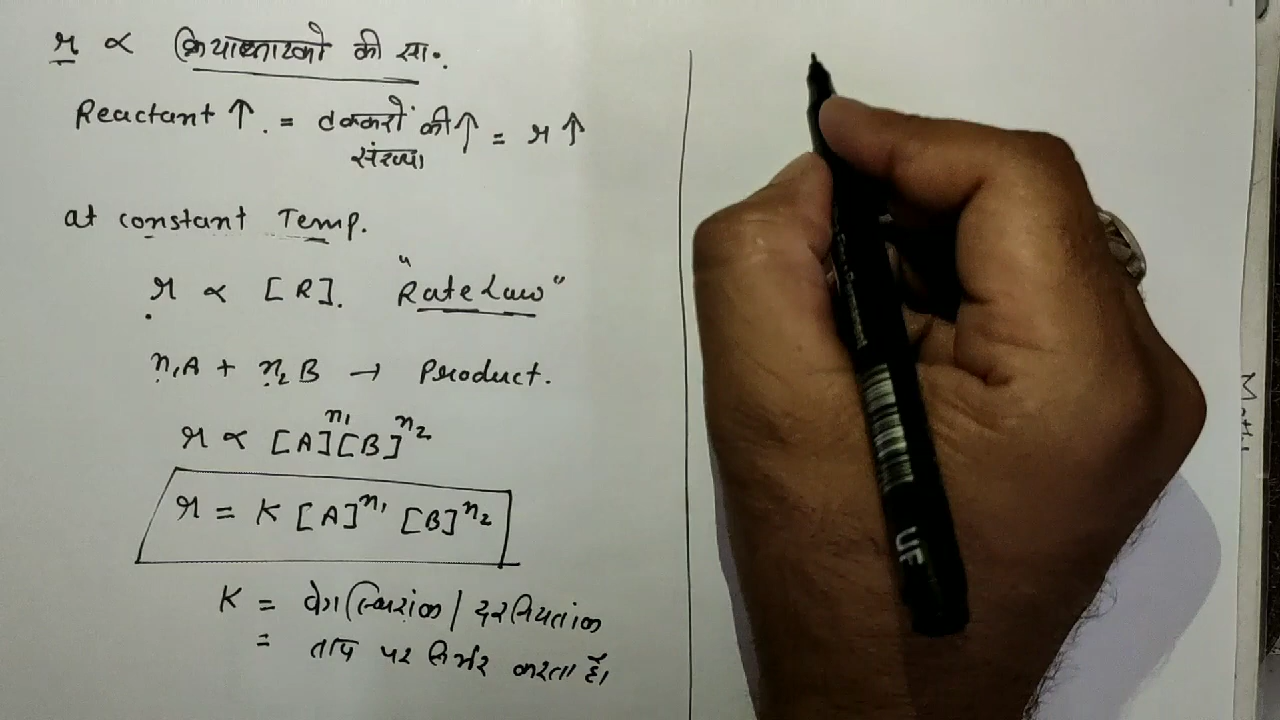 r ∝ क्रियाकारकों की सा.
Reactant ↑. = टक्करों की ↑ = r ↑
संख्या
at constant Temp.
r ∝ [R]. "Rate Law"
n₁A + n₂B → Product.
r ∝ [A]ⁿ¹[B]ⁿ²
r = K [A]ⁿ¹ [B]ⁿ²
K = वेग स्थिरांक / दर नियतांक
= ताप पर निर्भर करता है।
UF